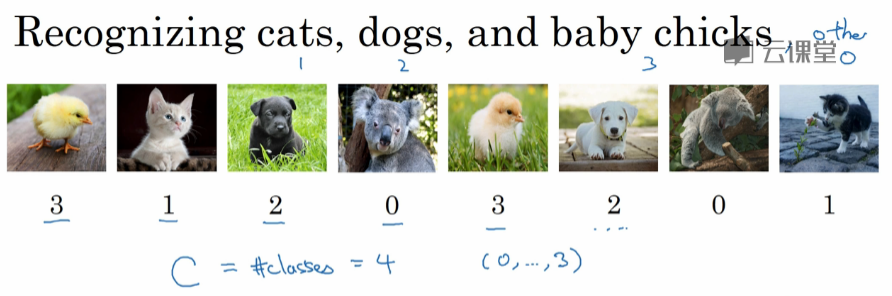 Recognizing cats, dogs, and baby chicks, other
1 2 3 0
云课堂
3 1 2 0 3 2 0 1
C = #classes = 4 (0,...,3)